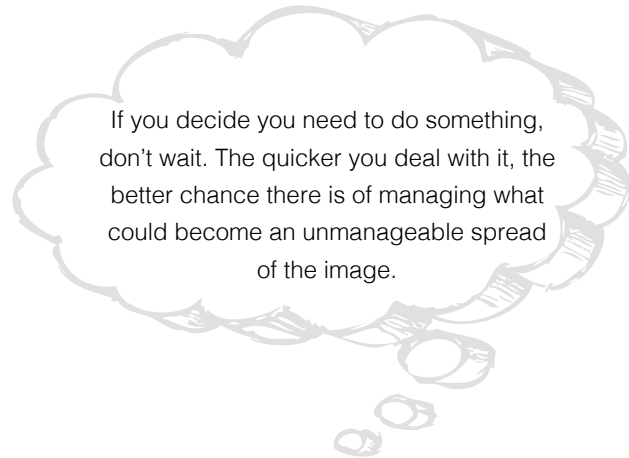 If you decide you need to do something,
don't wait. The quicker you deal with it, the
better chance there is of managing what
could become an unmanageable spread
of the image.